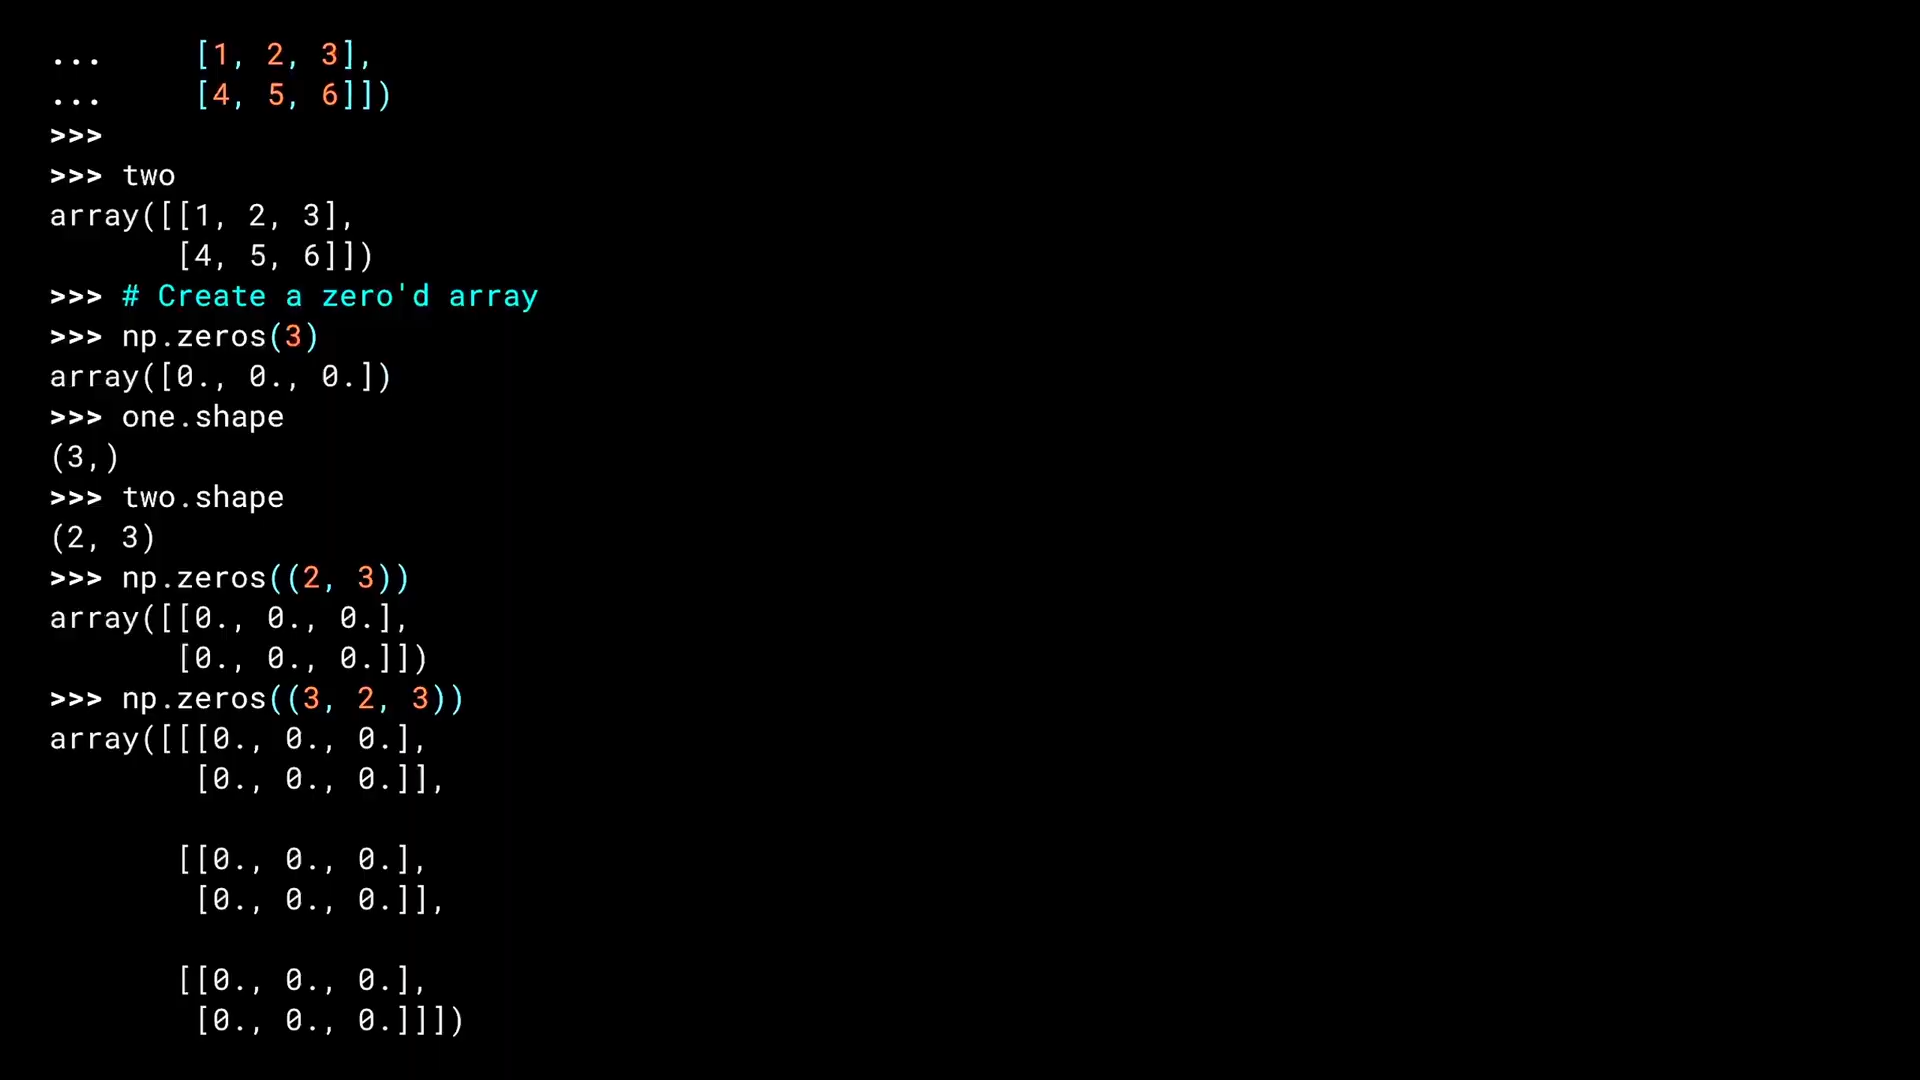 ...     [1, 2, 3],
...     [4, 5, 6]])
>>>
>>> two
array([[1, 2, 3],
       [4, 5, 6]])
>>> # Create a zero'd array
>>> np.zeros(3)
array([0., 0., 0.])
>>> one.shape
(3,)
>>> two.shape
(2, 3)
>>> np.zeros((2, 3))
array([[0., 0., 0.],
       [0., 0., 0.]])
>>> np.zeros((3, 2, 3))
array([[[0., 0., 0.],
        [0., 0., 0.]],

       [[0., 0., 0.],
        [0., 0., 0.]],

       [[0., 0., 0.],
        [0., 0., 0.]]])